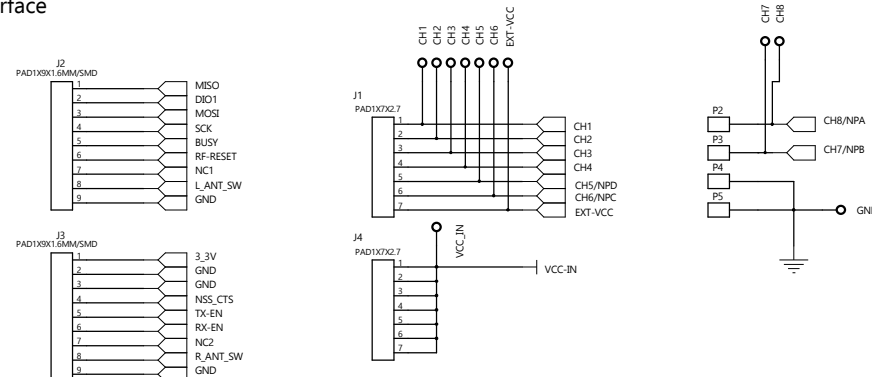 rface
J2
PAD1X9X1.6MM/SMD
1 MISO
2 DIO1
3 MOSI
4 SCK
5 BUSY
6 RF-RESET
7 NC1
8 L_ANT_SW
9 GND
J3
PAD1X9X1.6MM/SMD
1 3_3V
2 GND
3 GND
4 NSS_CTS
5 TX-EN
6 RX-EN
7 NC2
8 R_ANT_SW
9 GND
CH1
CH2
CH3
CH4
CH5
CH6
EXT-VCC
J1
PAD1X7X2.7
1 CH1
2 CH2
3 CH3
4 CH4
5 CH5/NPD
6 CH6/NPC
7 EXT-VCC
VCC_IN
J4
PAD1X7X2.7
1 VCC-IN
2
3
4
5
6
7
CH7
CH8
P2 CH8/NPA
P3 CH7/NPB
P4
P5
GN